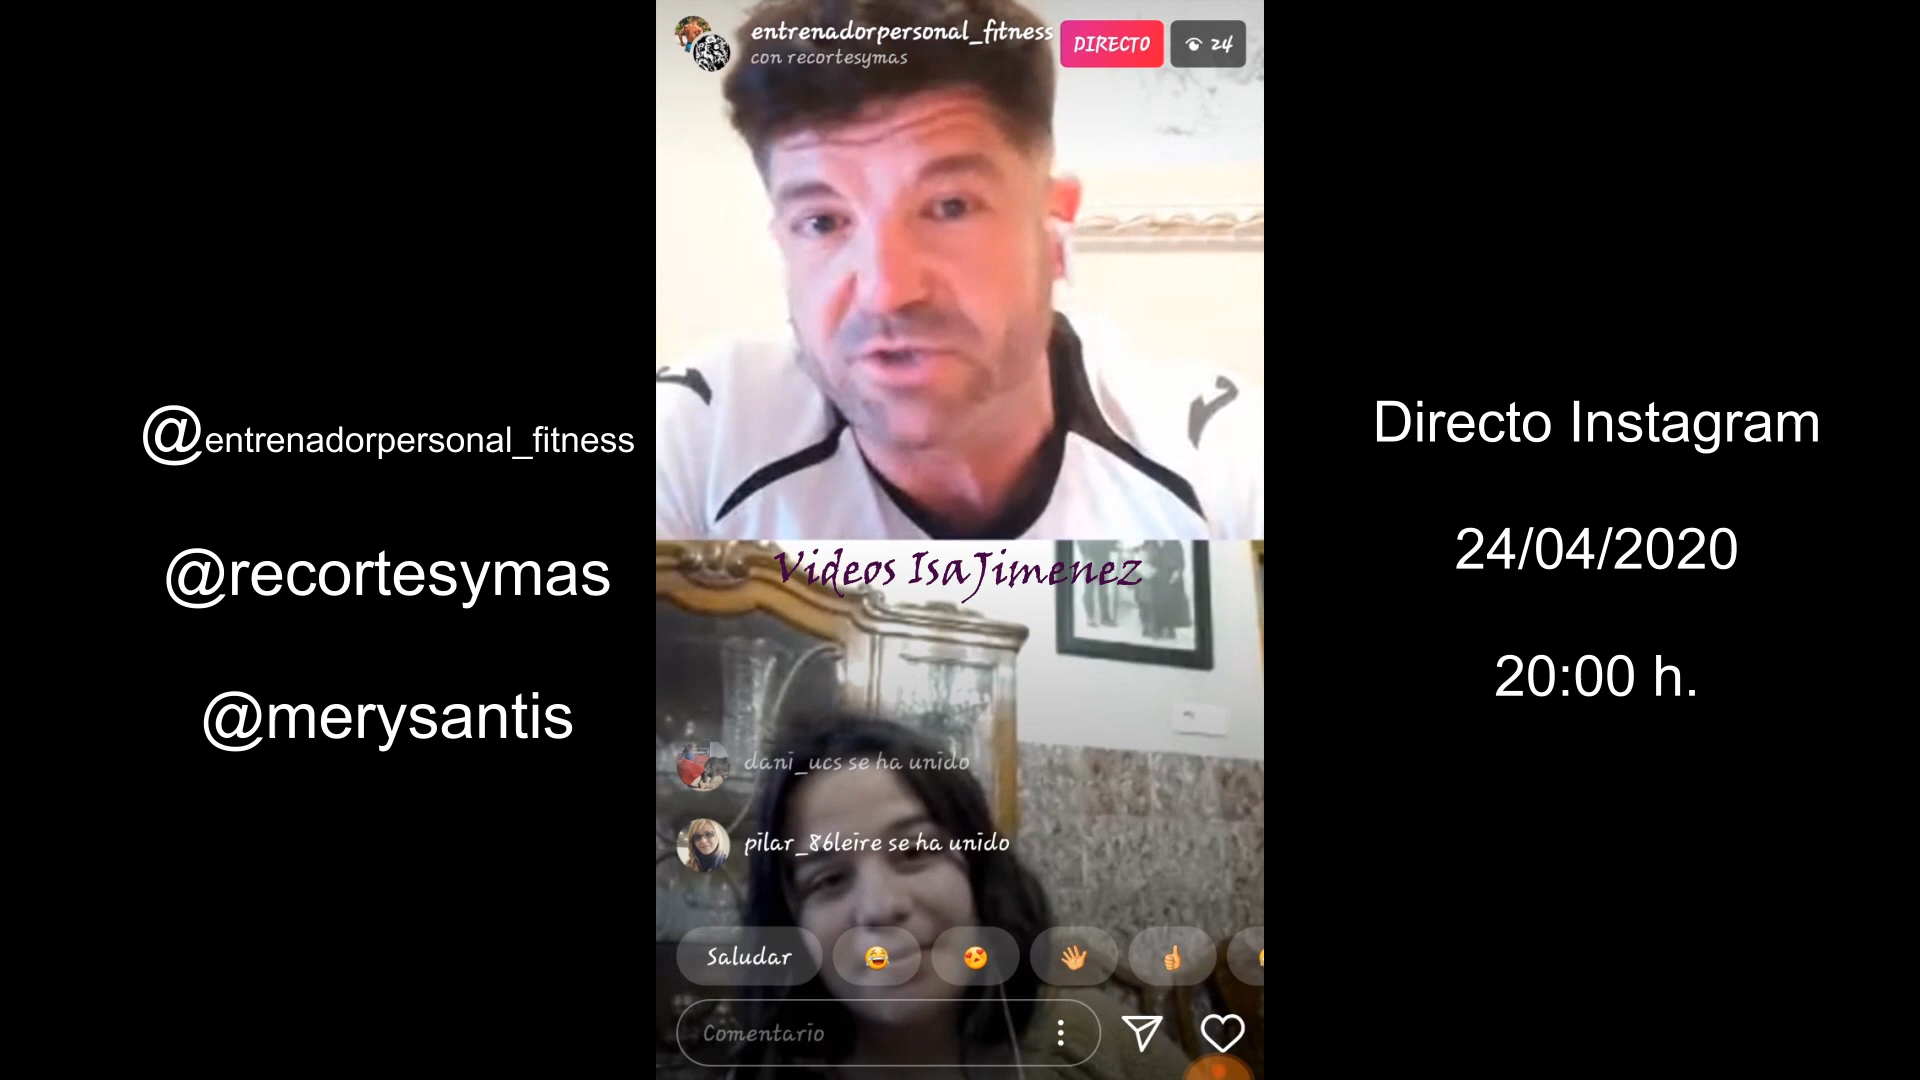 entrenadorpersonal_fitness
con recortesymas
DIRECTO
24
@entrenadorpersonal_fitness
@recortesymas
@merysantis
Videos IsaJimenez
dani_ucs se ha unido
pilar_86leire se ha unido
Saludar
Comentario
Directo Instagram
24/04/2020
20:00 h.